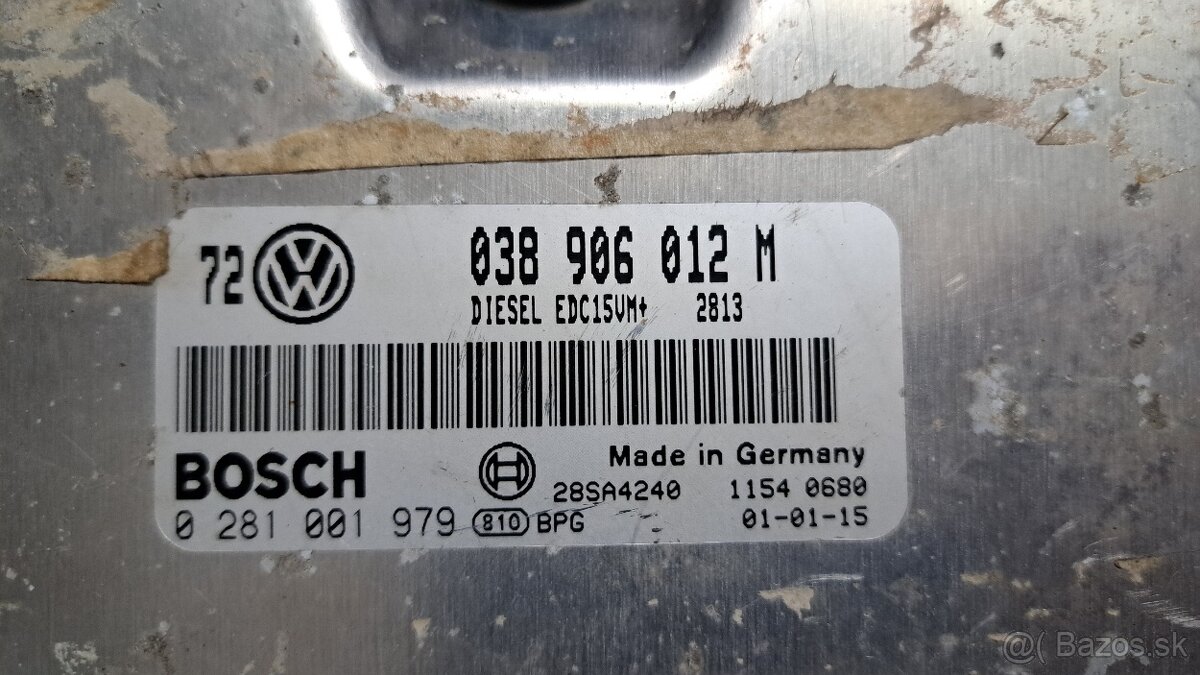 72 038 906 012 M
DIESEL EDC15VM+ 2813
BOSCH Made in Germany
28SA4240 1154 0680
0 281 001 979 810 BPG 01-01-15
@( Bazos.sk